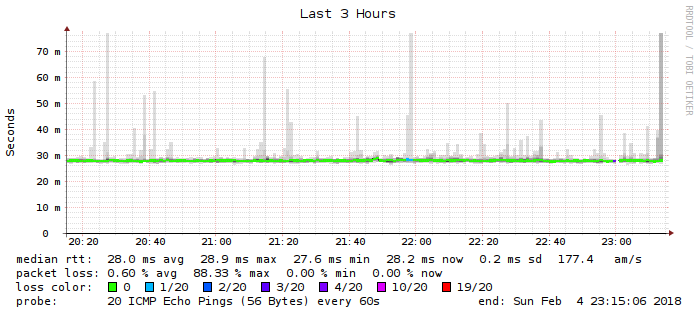 Last 3 Hours
RRDTOOL / TOBI OETIKER
Seconds
70 m
60 m
50 m
40 m
30 m
20 m
10 m
0
20:20 20:40 21:00 21:20 21:40 22:00 22:20 22:40 23:00
median rtt: 28.0 ms avg 28.9 ms max 27.6 ms min 28.2 ms now 0.2 ms sd 177.4 am/s
packet loss: 0.60 % avg 88.33 % max 0.00 % min 0.00 % now
loss color: 0 1/20 2/20 3/20 4/20 10/20 19/20
probe: 20 ICMP Echo Pings (56 Bytes) every 60s end: Sun Feb 4 23:15:06 2018